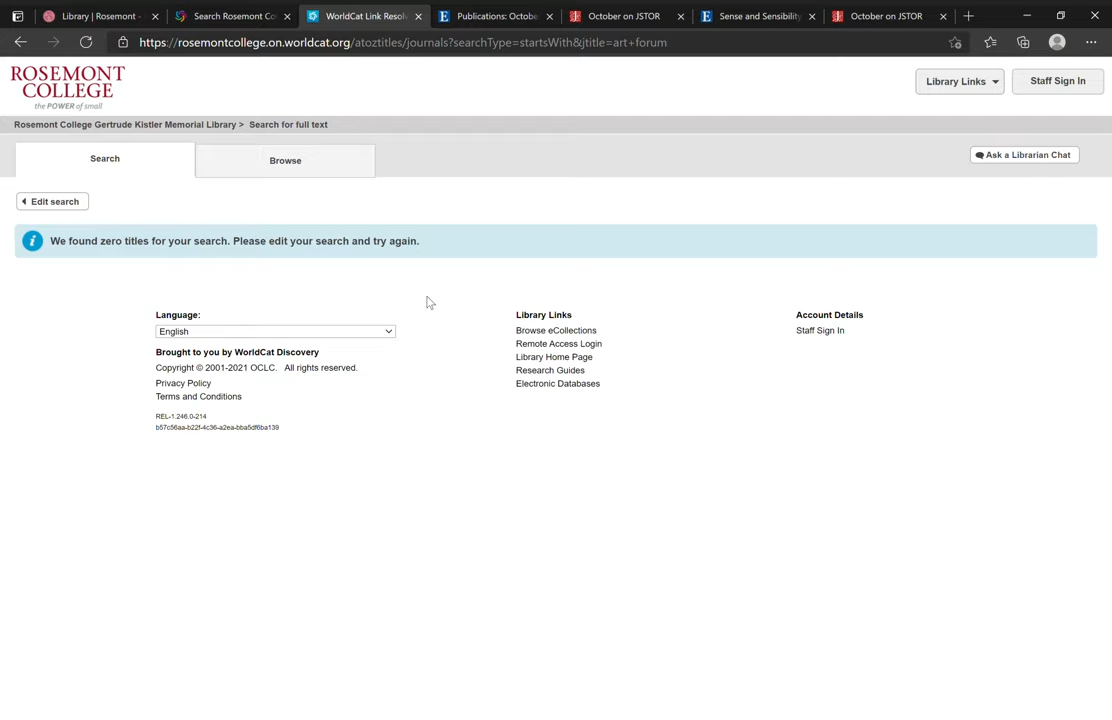 Library | Rosemont -
Search Rosemont Co
WorldCat Link Resol
Publications: Octobe
October on JSTOR
Sense and Sensibility
October on JSTOR
https://rosemontcollege.on.worldcat.org/atoztitles/journals?searchType=startsWith&jtitle=art+forum
ROSEMONT
COLLEGE
the POWER of small
Library Links
Staff Sign In
Rosemont College Gertrude Kistler Memorial Library > Search for full text
Search
Browse
Ask a Librarian Chat
Edit search
We found zero titles for your search. Please edit your search and try again.
Language:
English
Brought to you by WorldCat Discovery
Copyright © 2001-2021 OCLC. All rights reserved.
Privacy Policy
Terms and Conditions
REL-1.246.0-214
b57c56aa-b22f-4c36-a2ea-bba5df6ba139
Library Links
Browse eCollections
Remote Access Login
Library Home Page
Research Guides
Electronic Databases
Account Details
Staff Sign In